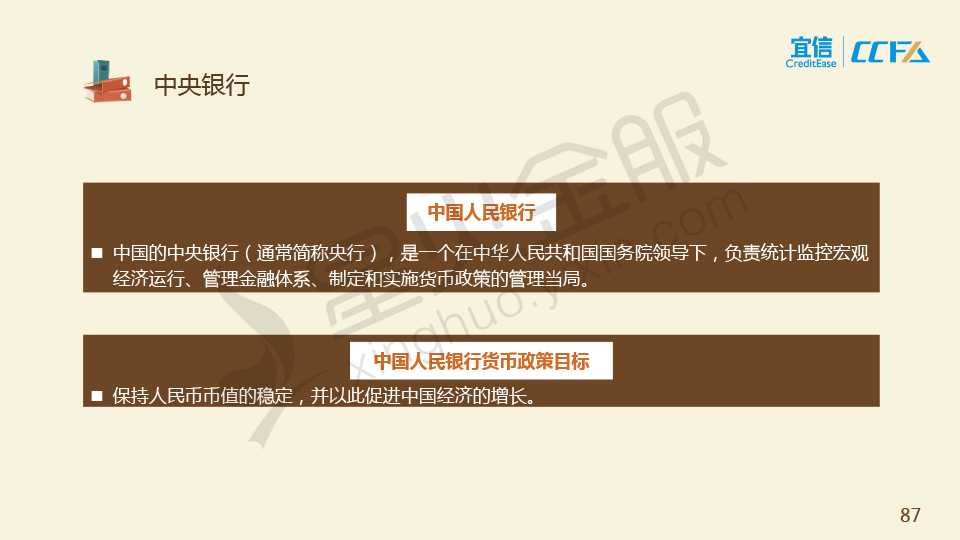 宜信
CreditEase
CCFA
中央银行
中国人民银行
■ 中国的中央银行（通常简称央行），是一个在中华人民共和国国务院领导下，负责统计监控宏观
经济运行、管理金融体系、制定和实施货币政策的管理当局。
中国人民银行货币政策目标
■ 保持人民币币值的稳定，并以此促进中国经济的增长。
87